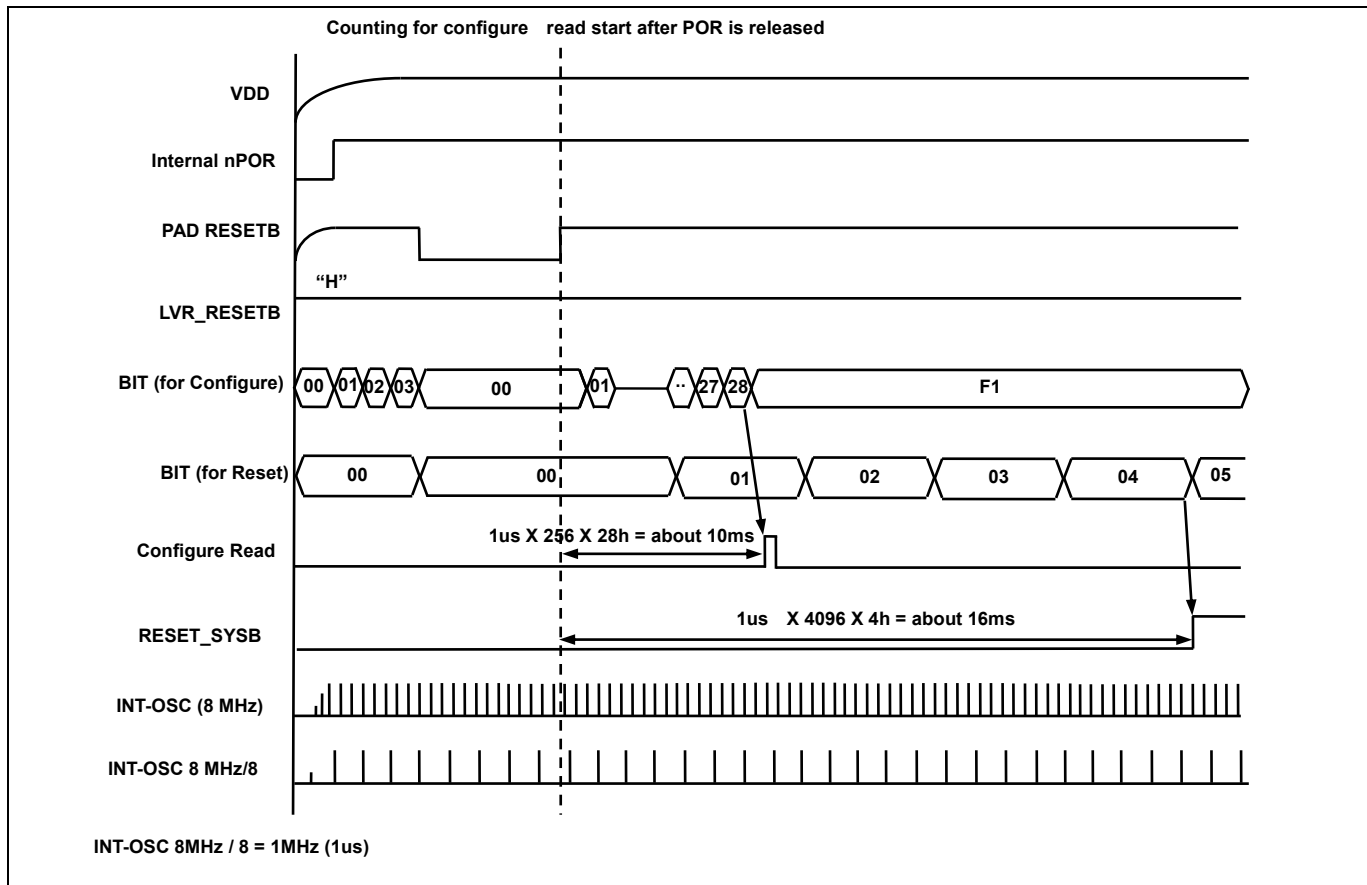 Counting for configure read start after POR is released
VDD
Internal nPOR
PAD RESETB
“H”
LVR_RESETB
BIT (for Configure) 00 01 02 03 00 01 .. 27 28 F1
BIT (for Reset) 00 00 01 02 03 04 05
1us X 256 X 28h = about 10ms
Configure Read
1us X 4096 X 4h = about 16ms
RESET_SYSB
INT-OSC (8 MHz)
INT-OSC 8 MHz/8
INT-OSC 8MHz / 8 = 1MHz (1us)